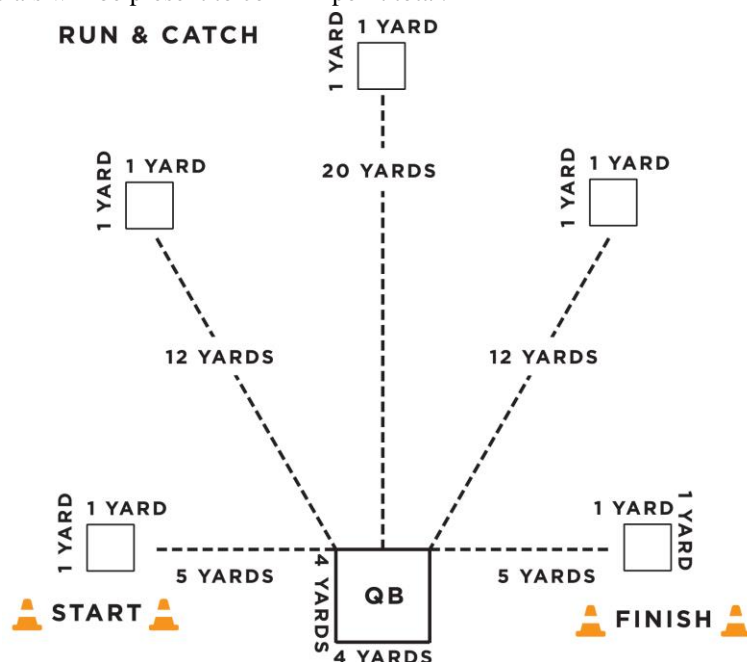 RUN & CATCH
1 YARD
1 YARD
20 YARDS
1 YARD
1 YARD
1 YARD
1 YARD
12 YARDS
12 YARDS
1 YARD
1 YARD
1 YARD
1 YARD
5 YARDS
5 YARDS
4 YARDS
QB
4 YARDS
START
FINISH